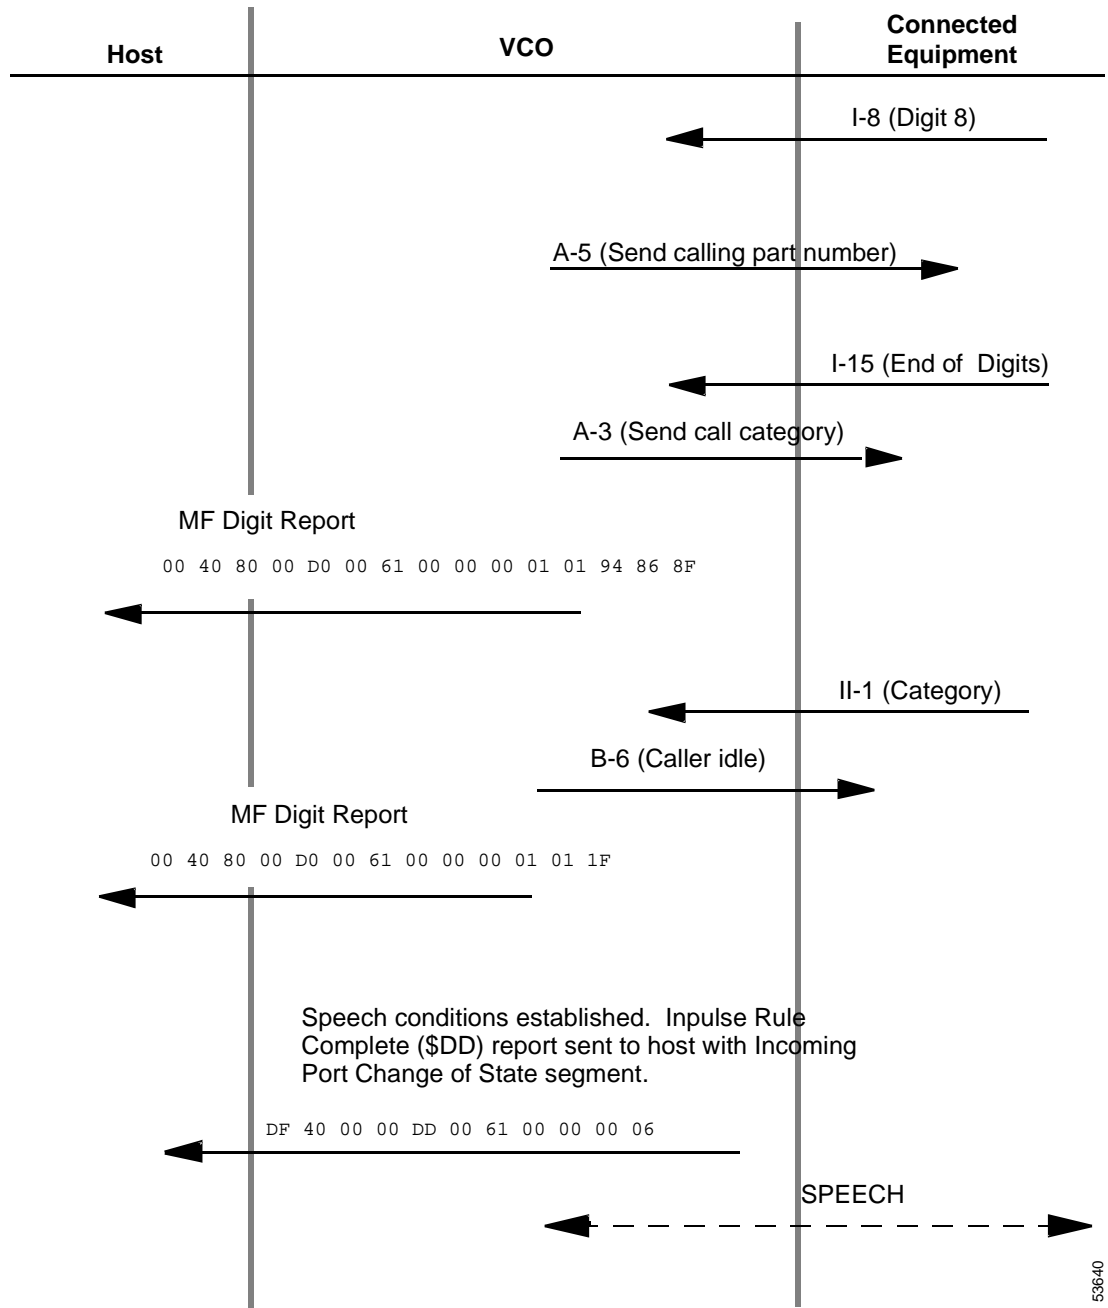 Host
VCO
Connected
Equipment
I-8 (Digit 8)
A-5 (Send calling part number)
I-15 (End of  Digits)
A-3 (Send call category)
MF Digit Report
00 40 80 00 D0 00 61 00 00 00 01 01 94 86 8F
II-1 (Category)
B-6 (Caller idle)
MF Digit Report
00 40 80 00 D0 00 61 00 00 00 01 01 1F
Speech conditions established.  Inpulse Rule
Complete ($DD) report sent to host with Incoming
Port Change of State segment.
DF 40 00 00 DD 00 61 00 00 00 06
SPEECH
53640